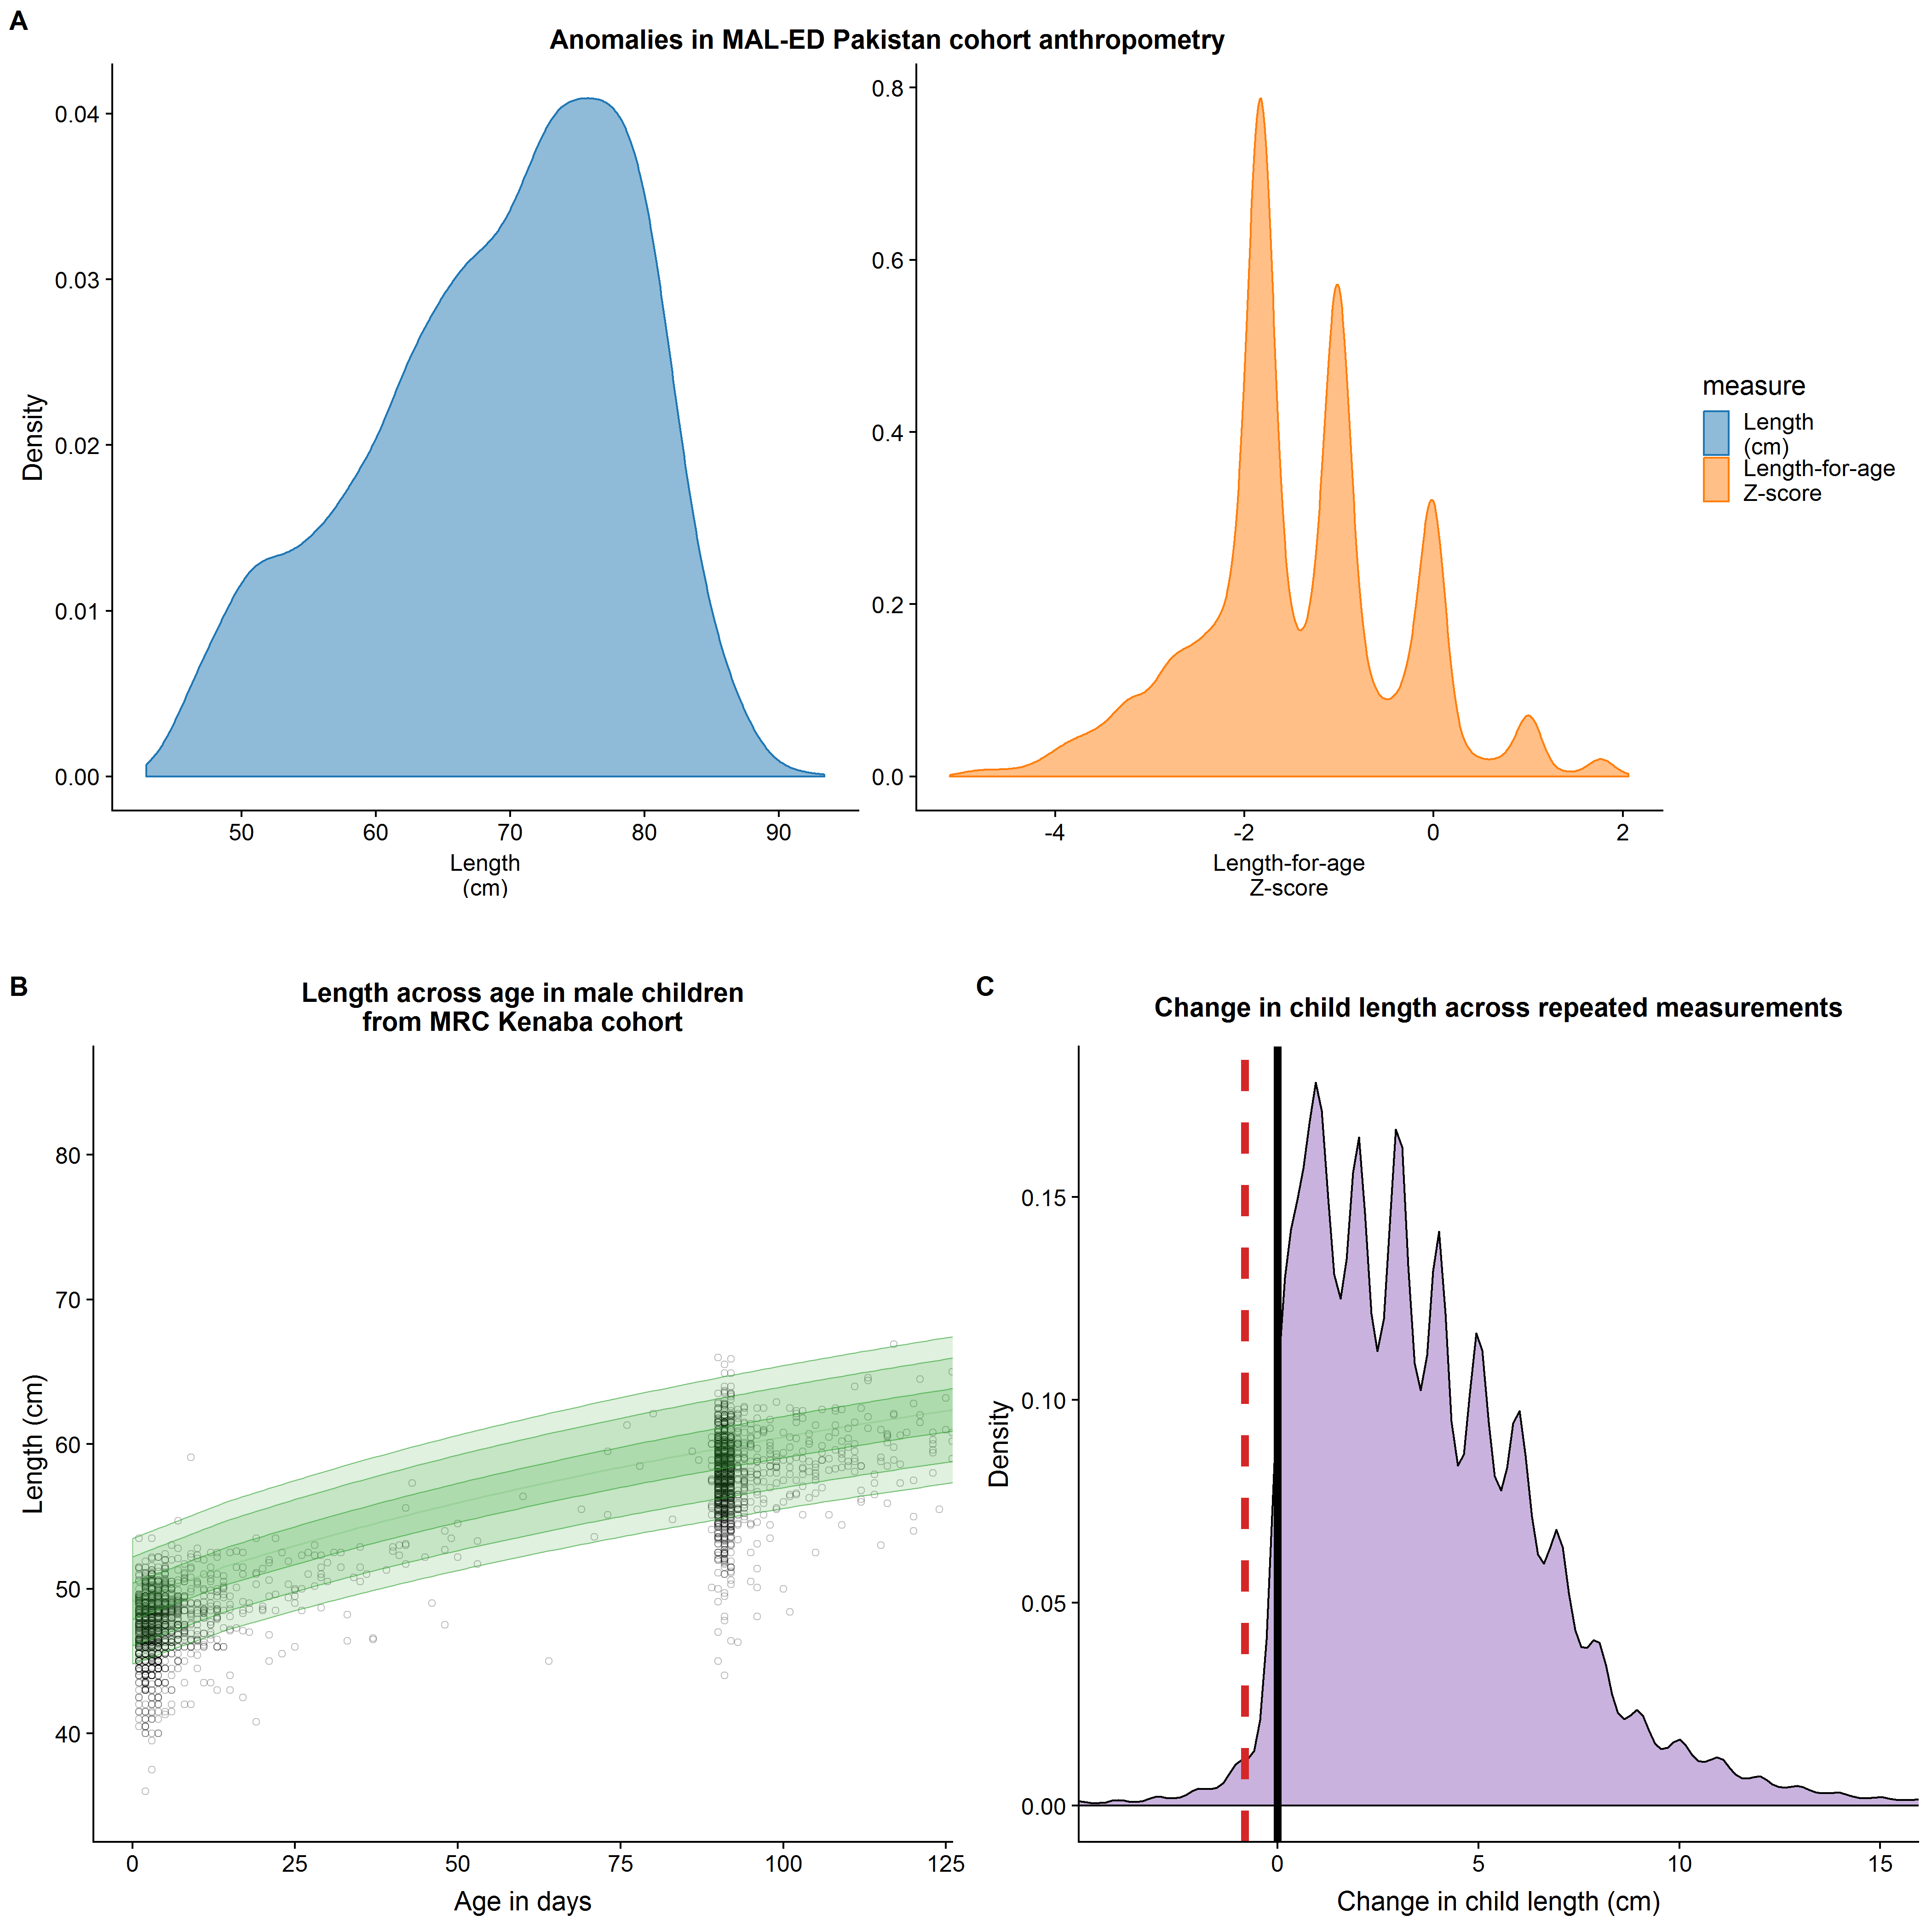 A
Anomalies in MAL-ED Pakistan cohort anthropometry
Density
0.04
0.03
0.02
0.01
0.00
50 60 70 80 90
Length
(cm)
0.8
0.6
0.4
0.2
0.0
-4 -2 0 2
Length-for-age
Z-score
measure
Length
(cm)
Length-for-age
Z-score
B
Length across age in male children
from MRC Kenaba cohort
Length (cm)
80
70
60
50
40
0 25 50 75 100 125
Age in days
C
Change in child length across repeated measurements
Density
0.15
0.10
0.05
0.00
0 5 10 15
Change in child length (cm)